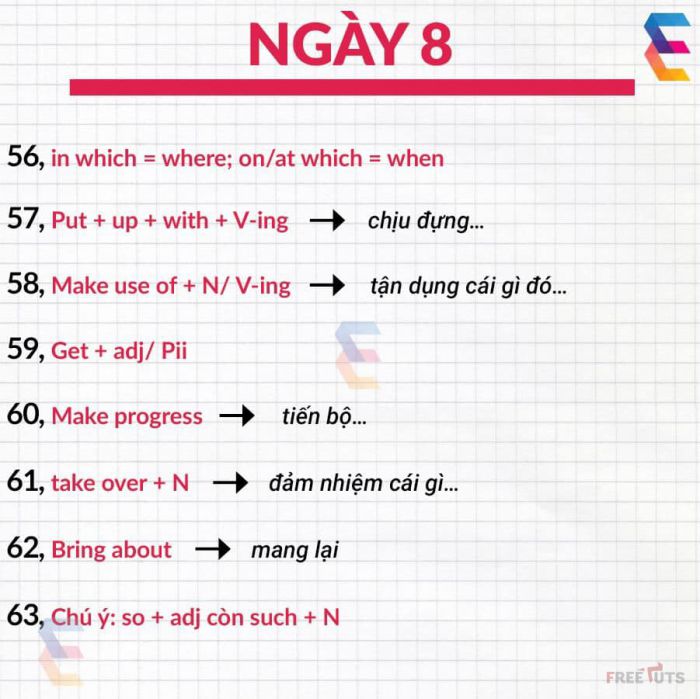 NGÀY 8
56, in which = where; on/at which = when
57, Put + up + with + V-ing → chịu đựng...
58, Make use of + N/ V-ing → tận dụng cái gì đó...
59, Get + adj/ Pii
60, Make progress → tiến bộ...
61, take over + N → đảm nhiệm cái gì...
62, Bring about → mang lại
63, Chú ý: so + adj còn such + N
FREETUTS